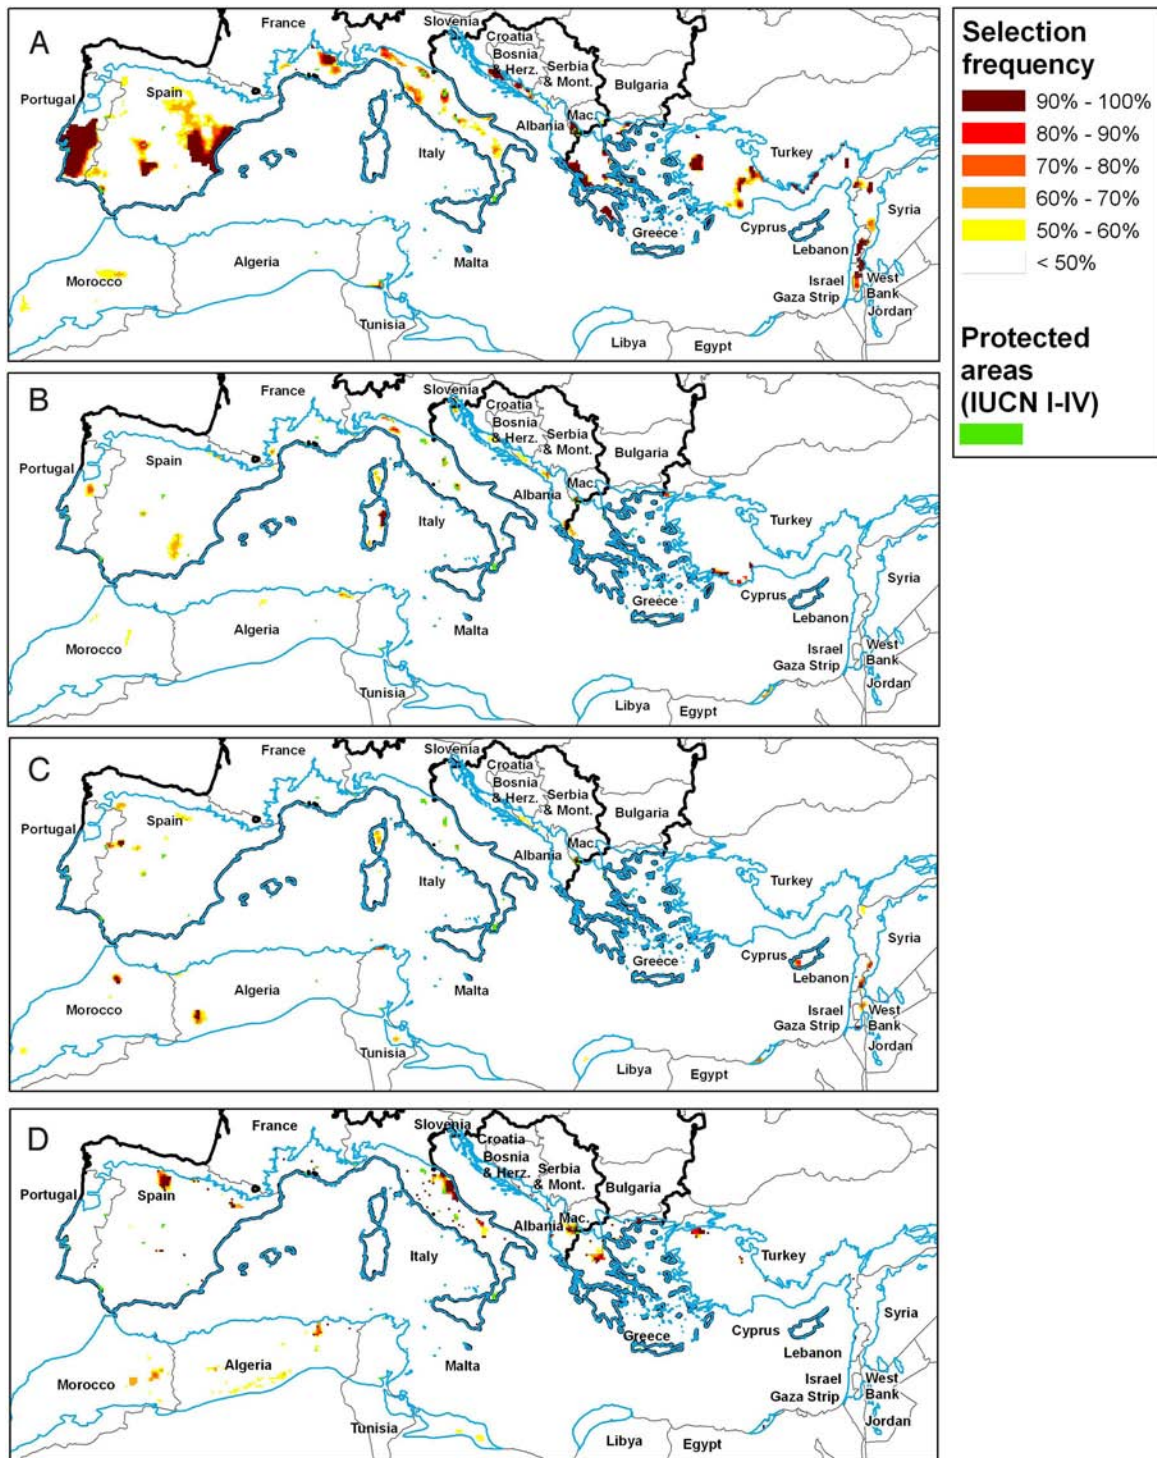 A
France
Slovenia
Croatia
Bosnia
& Herz.
Serbia
& Mont.
Bulgaria
Portugal
Spain
Mac.
Albania
Italy
Turkey
Greece
Cyprus
Syria
Lebanon
Morocco
Algeria
Malta
Israel
Gaza Strip
West
Bank
Jordan
Tunisia
Libya
Egypt
Selection
frequency
90% - 100%
80% - 90%
70% - 80%
60% - 70%
50% - 60%
< 50%
Protected
areas
(IUCN I-IV)
B
France
Slovenia
Croatia
Bosnia
& Herz.
Serbia
& Mont.
Bulgaria
Portugal
Spain
Mac.
Albania
Italy
Turkey
Greece
Cyprus
Syria
Lebanon
Morocco
Algeria
Malta
Israel
Gaza Strip
West
Bank
Jordan
Tunisia
Libya
Egypt
C
France
Slovenia
Croatia
Bosnia
& Herz.
Serbia
& Mont.
Bulgaria
Portugal
Spain
Mac.
Albania
Italy
Turkey
Greece
Cyprus
Syria
Lebanon
Morocco
Algeria
Malta
Israel
Gaza Strip
West
Bank
Jordan
Tunisia
Libya
Egypt
D
France
Slovenia
Croatia
Bosnia
& Herz.
Serbia
& Mont.
Bulgaria
Portugal
Spain
Mac.
Albania
Italy
Turkey
Greece
Cyprus
Syria
Lebanon
Morocco
Algeria
Malta
Israel
Gaza Strip
West
Bank
Jordan
Tunisia
Libya
Egypt